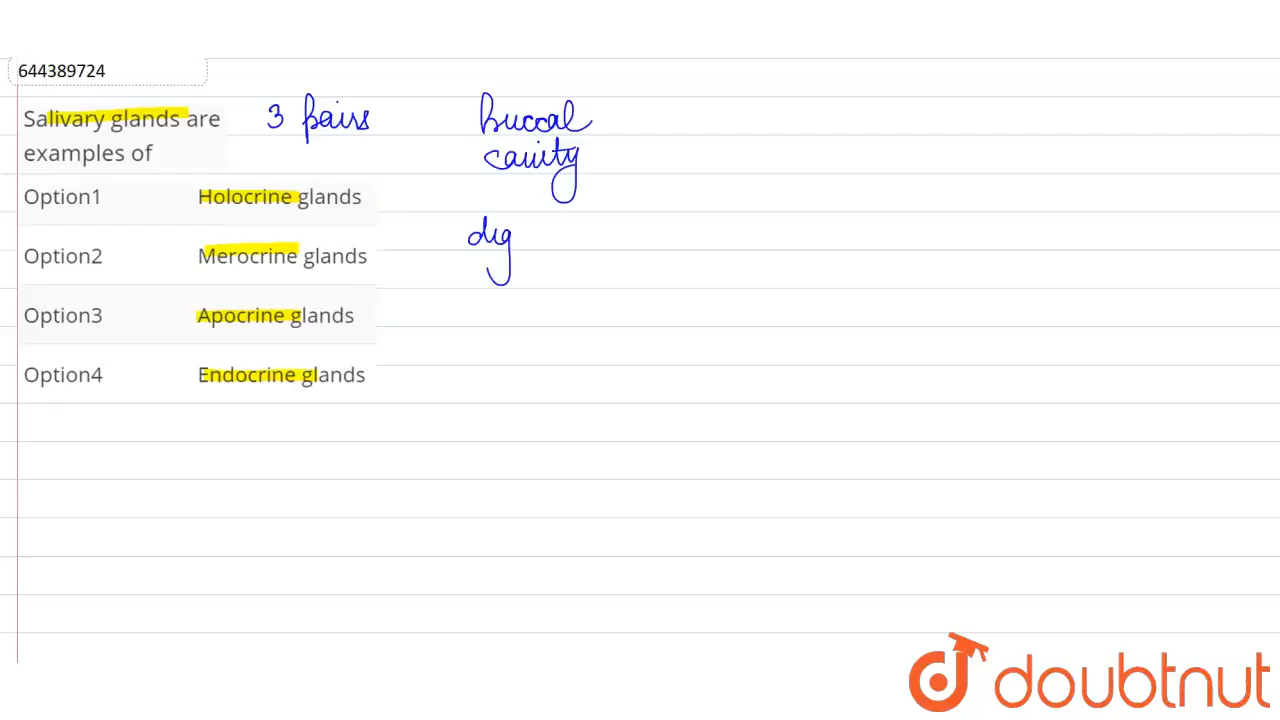 644389724
Salivary glands are 3 pairs buccal
examples of cavity
Option1 Holocrine glands
Option2 Merocrine glands dig
Option3 Apocrine glands
Option4 Endocrine glands
doubtnut